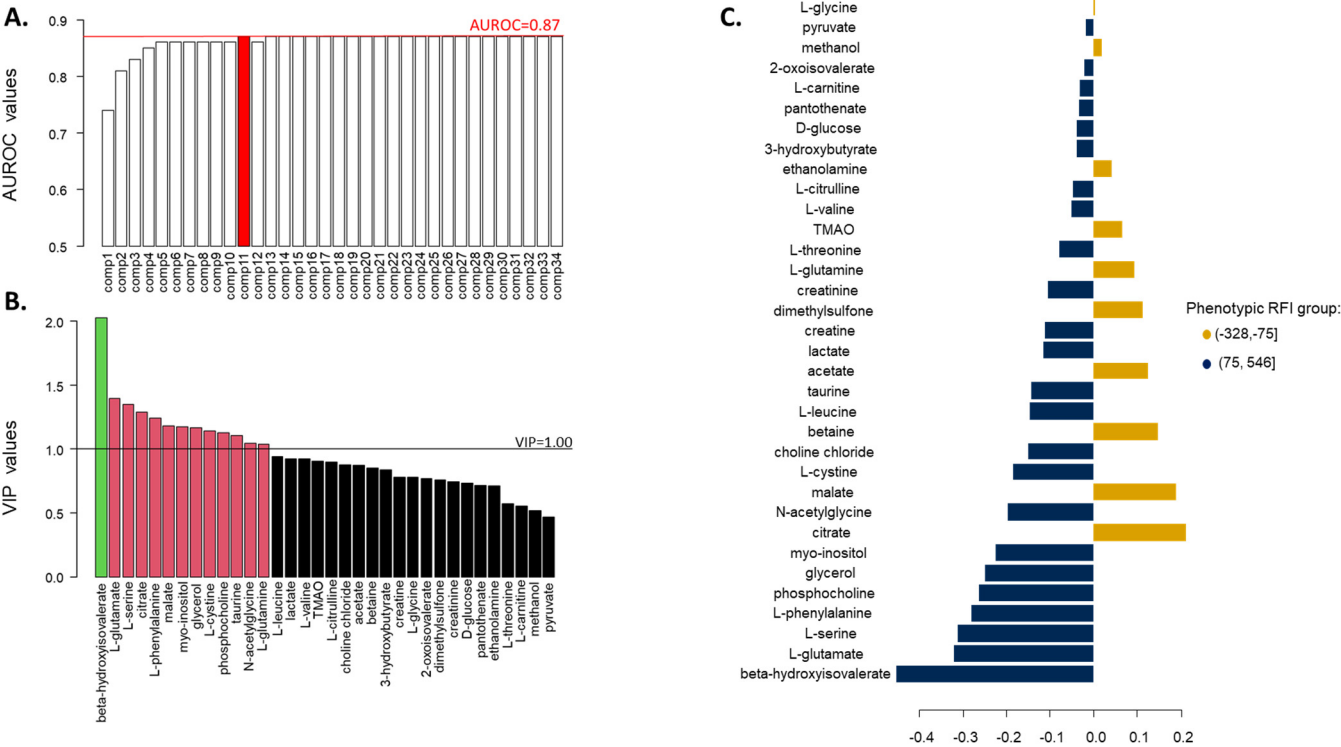 A.
AUROC values
0.9
0.8
0.7
0.6
0.5
AUROC=0.87
comp1
comp2
comp3
comp4
comp5
comp6
comp7
comp8
comp9
comp10
comp11
comp12
comp13
comp14
comp15
comp16
comp17
comp18
comp19
comp20
comp21
comp22
comp23
comp24
comp25
comp26
comp27
comp28
comp29
comp30
comp31
comp32
comp33
comp34
B.
VIP values
2.0
1.5
1.0
0.5
0.0
VIP=1.00
beta-hydroxyisovalerate
L-glutamate
L-serine
citrate
L-phenylalanine
malate
myo-inositol
glycerol
L-cystine
phosphocholine
taurine
N-acetylglycine
L-glutamine
L-leucine
lactate
L-valine
TMAO
L-citrulline
choline chloride
acetate
betaine
3-hydroxybutyrate
creatine
L-glycine
2-oxoisovalerate
dimethylsulfone
creatinine
D-glucose
pantothenate
ethanolamine
L-threonine
L-carnitine
methanol
pyruvate
C.
L-glycine
pyruvate
methanol
2-oxoisovalerate
L-carnitine
pantothenate
D-glucose
3-hydroxybutyrate
ethanolamine
L-citrulline
L-valine
TMAO
L-threonine
L-glutamine
creatinine
dimethylsulfone
creatine
lactate
acetate
taurine
L-leucine
betaine
choline chloride
L-cystine
malate
N-acetylglycine
citrate
myo-inositol
glycerol
phosphocholine
L-phenylalanine
L-serine
L-glutamate
beta-hydroxyisovalerate
-0.4 -0.3 -0.2 -0.1 0.0 0.1 0.2
Phenotypic RFI group:
(-328,-75]
(75, 546]